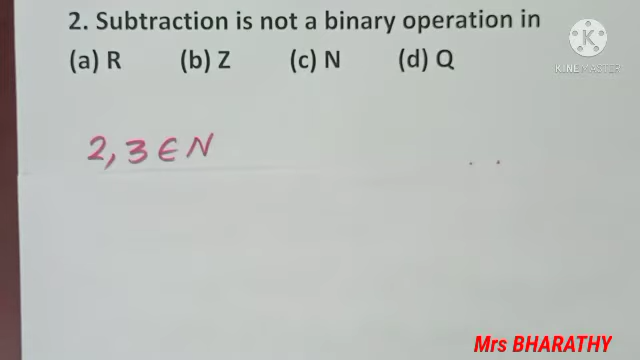 2. Subtraction is not a binary operation in
(a) R (b) Z (c) N (d) Q
K
KINEMASTER
2, 3 ∈ N
Mrs BHARATHY